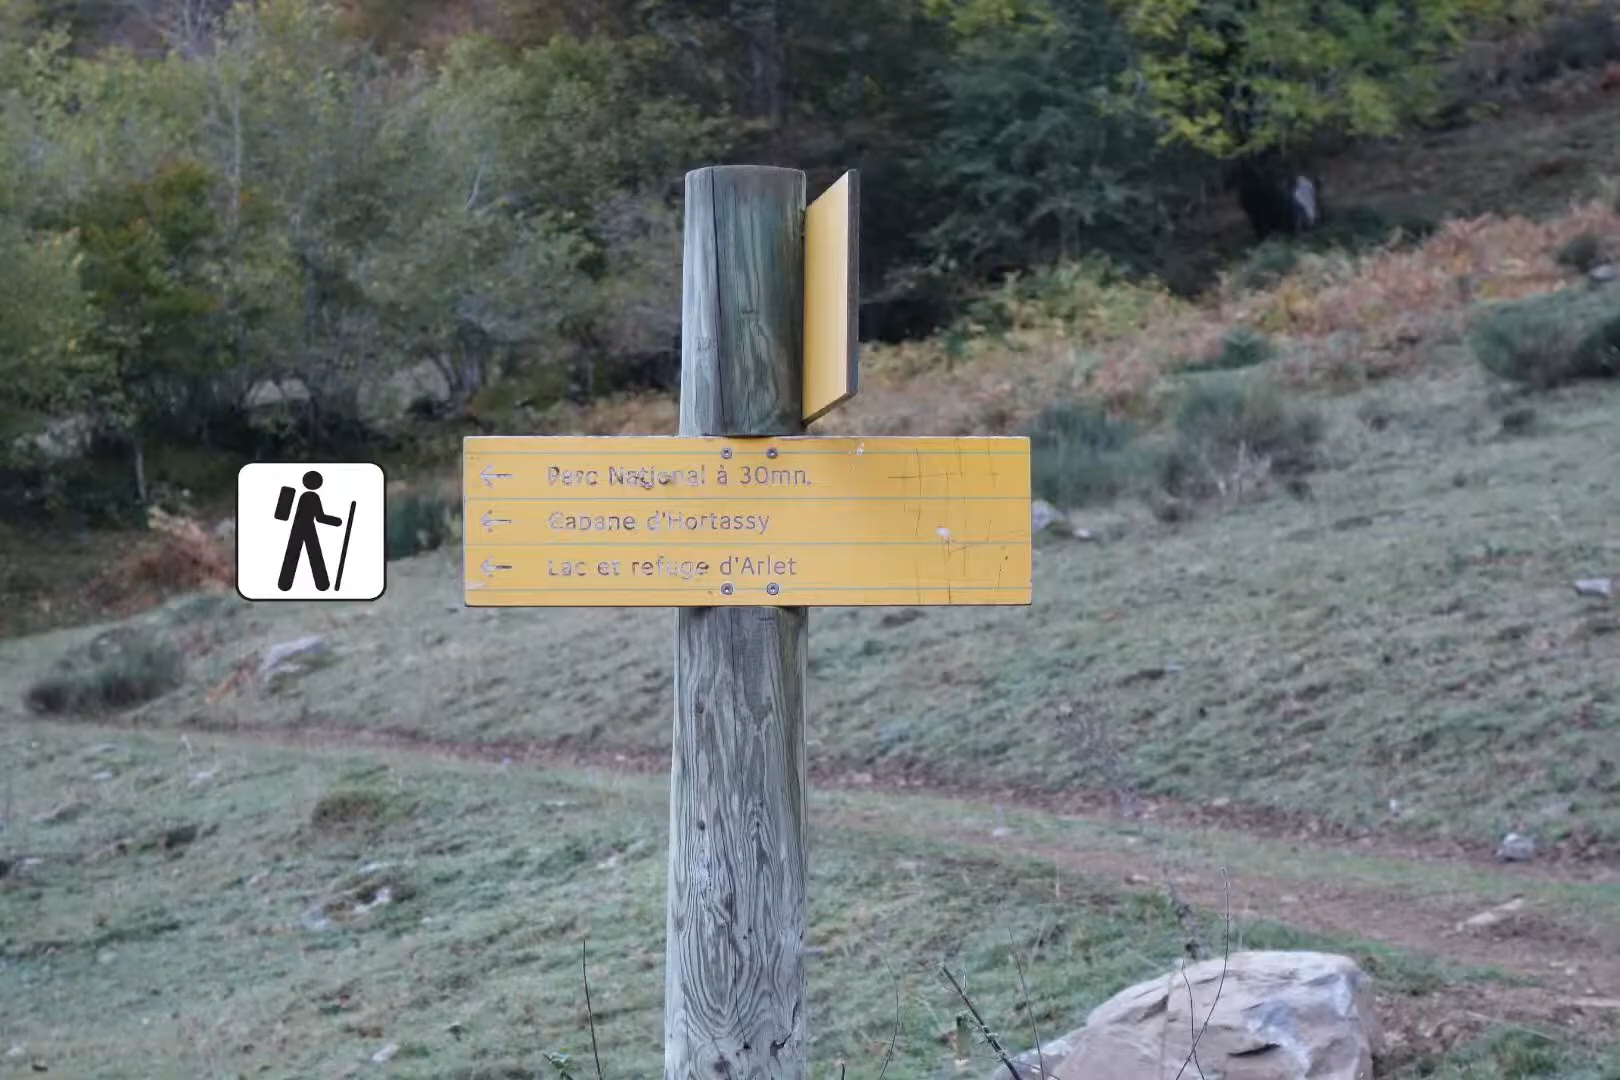 ← Parc National à 30mn.
← Cabane d'Hortassy
← Lac et refuge d'Arlet